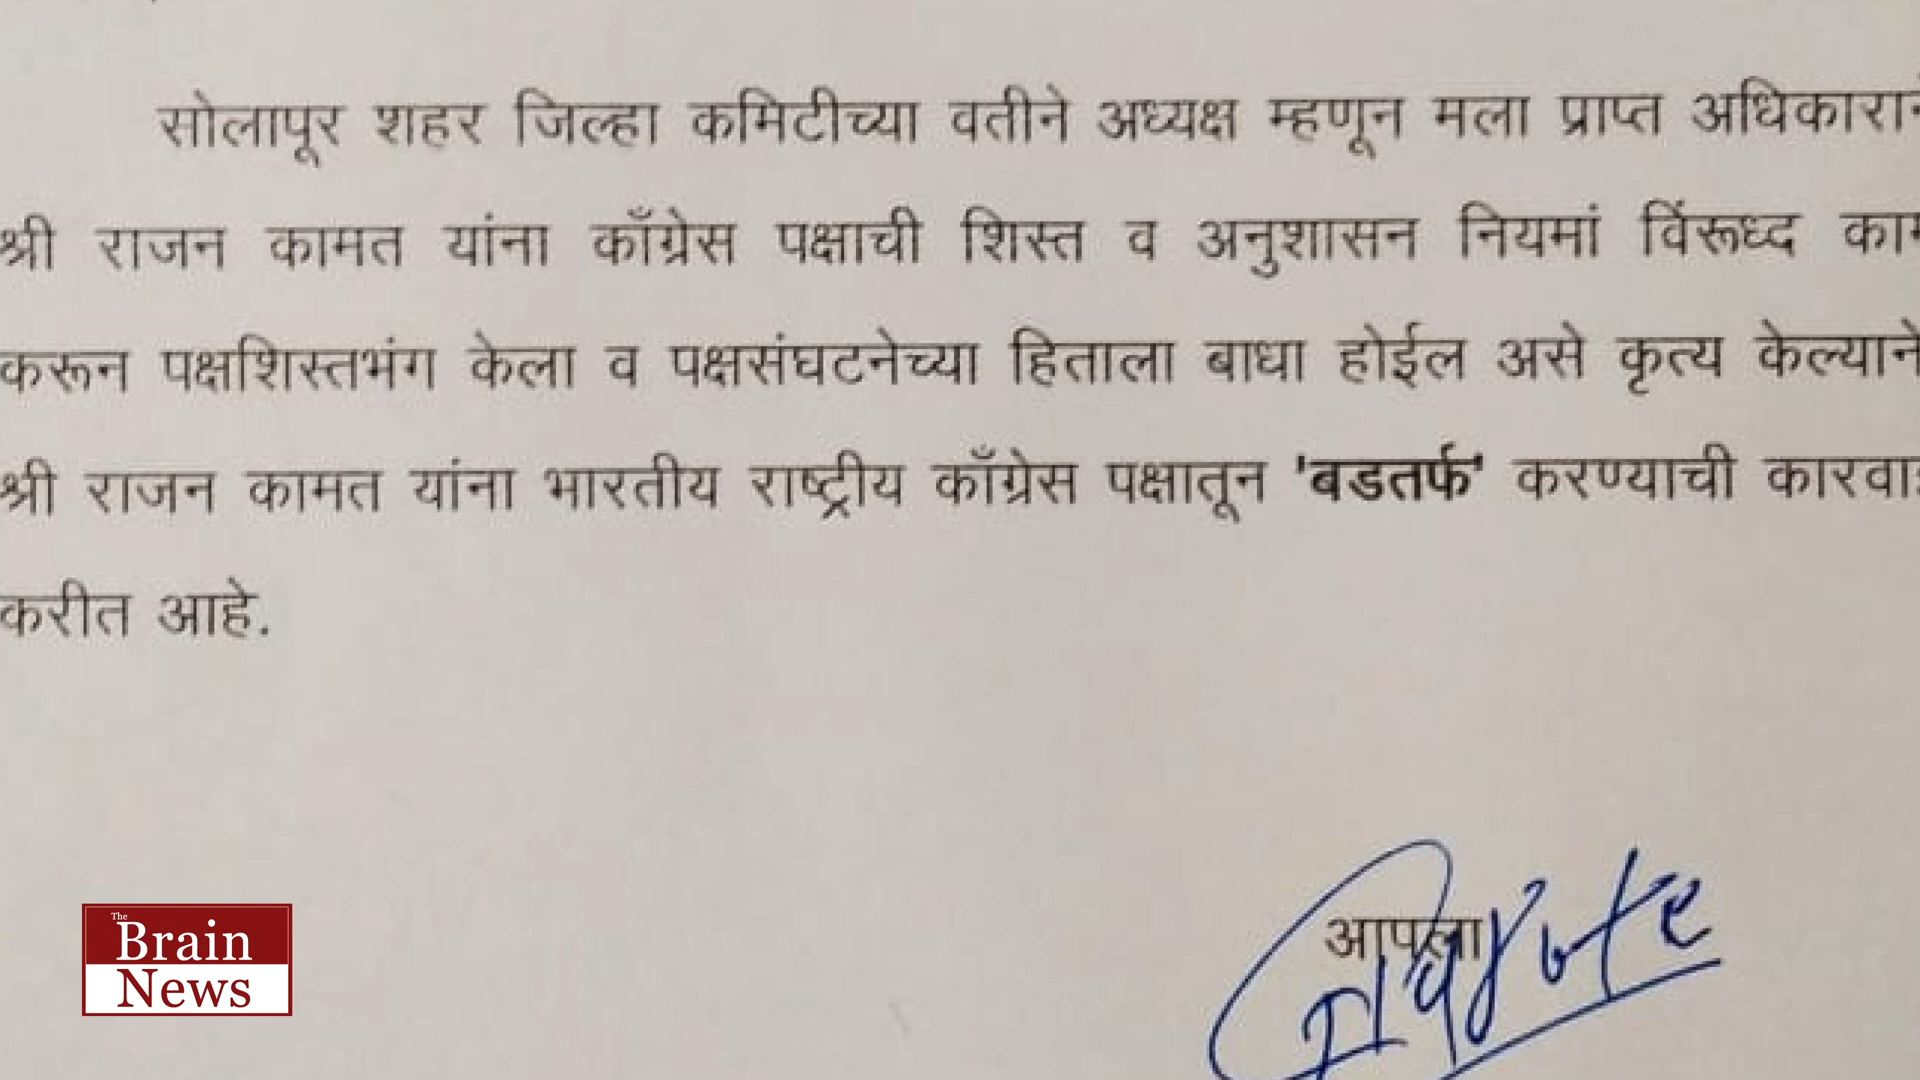 सोलापूर शहर जिल्हा कमिटीच्या वतीने अध्यक्ष म्हणून मला प्राप्त अधिकाराने
श्री राजन कामत यांना काँग्रेस पक्षाची शिस्त व अनुशासन नियमां विंरूध्द काम
करून पक्षशिस्तभंग केला व पक्षसंघटनेच्या हिताला बाधा होईल असे कृत्य केल्याने
श्री राजन कामत यांना भारतीय राष्ट्रीय काँग्रेस पक्षातून 'बडतर्फ' करण्याची
करीत आहे.
आपला
The
Brain
News